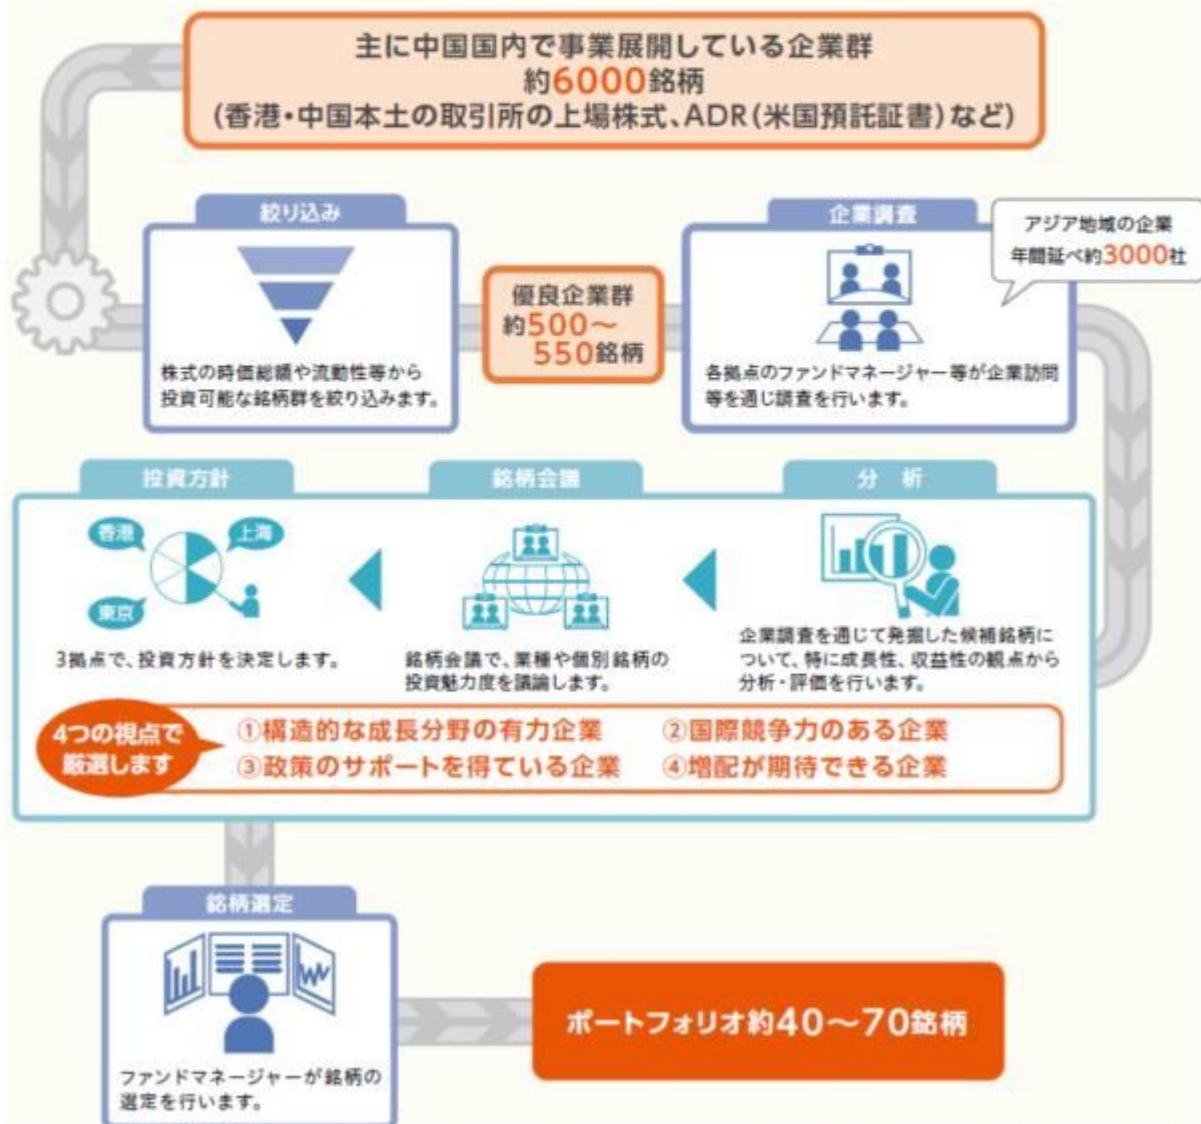 主に中国国内で事業展開している企業群
約6000銘柄
(香港・中国本土の取引所の上場株式、ADR(米国預託証書)など)
絞り込み
株式の時価総額や流動性等から
投資可能な銘柄群を絞り込みます。
優良企業群
約500～
550銘柄
企業調査
アジア地域の企業
年間延べ約3000社
各拠点のファンドマネージャー等が企業訪問
等を通じ調査を行います。
分 析
企業調査を通じて発掘した候補銘柄に
ついて、特に成長性、収益性の観点から
分析・評価を行います。
銘柄会議
銘柄会議で、業種や個別銘柄の
投資魅力度を議論します。
投資方針
香港
上海
東京
3拠点で、投資方針を決定します。
4つの視点で
厳選します
①構造的な成長分野の有力企業
②国際競争力のある企業
③政策のサポートを得ている企業
④増配が期待できる企業
銘柄選定
ファンドマネージャーが銘柄の
選定を行います。
ポートフォリオ約40～70銘柄